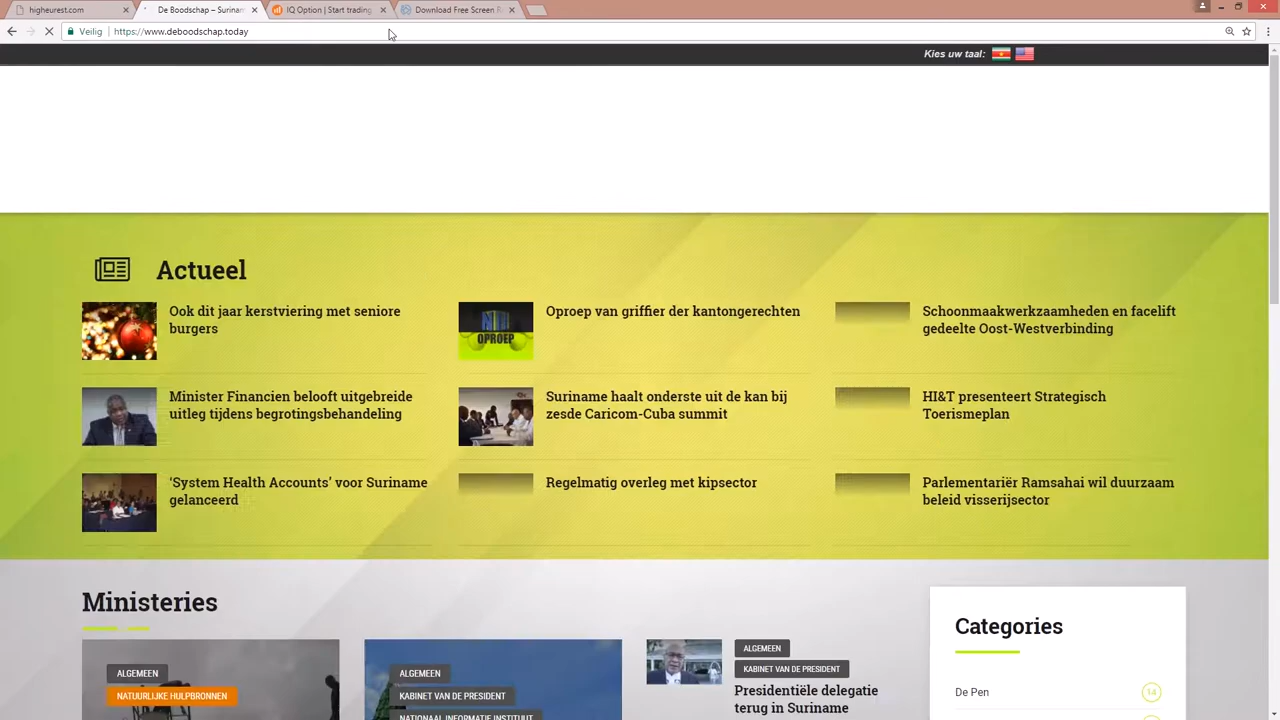 higheurest.com
De Boodschap – Surinam
IQ Option | Start trading
Download Free Screen R
Veilig
https://www.deboodschap.today
Kies uw taal:
Actueel
Ook dit jaar kerstviering met seniore
burgers
Oproep van griffier der kantongerechten
OPROEP
Schoonmaakwerkzaamheden en facelift
gedeelte Oost-Westverbinding
Minister Financien belooft uitgebreide
uitleg tijdens begrotingsbehandeling
Suriname haalt onderste uit de kan bij
zesde Caricom-Cuba summit
HI&T presenteert Strategisch
Toerismeplan
‘System Health Accounts’ voor Suriname
gelanceerd
Regelmatig overleg met kipsector
Parlementariër Ramsahai wil duurzaam
beleid visserijsector
Ministeries
ALGEMEEN
NATUURLIJKE HULPBRONNEN
ALGEMEEN
KABINET VAN DE PRESIDENT
NATIONAAL INFORMATIE INSTITUUT
ALGEMEEN
KABINET VAN DE PRESIDENT
Presidentiële delegatie
terug in Suriname
Categories
De Pen
14